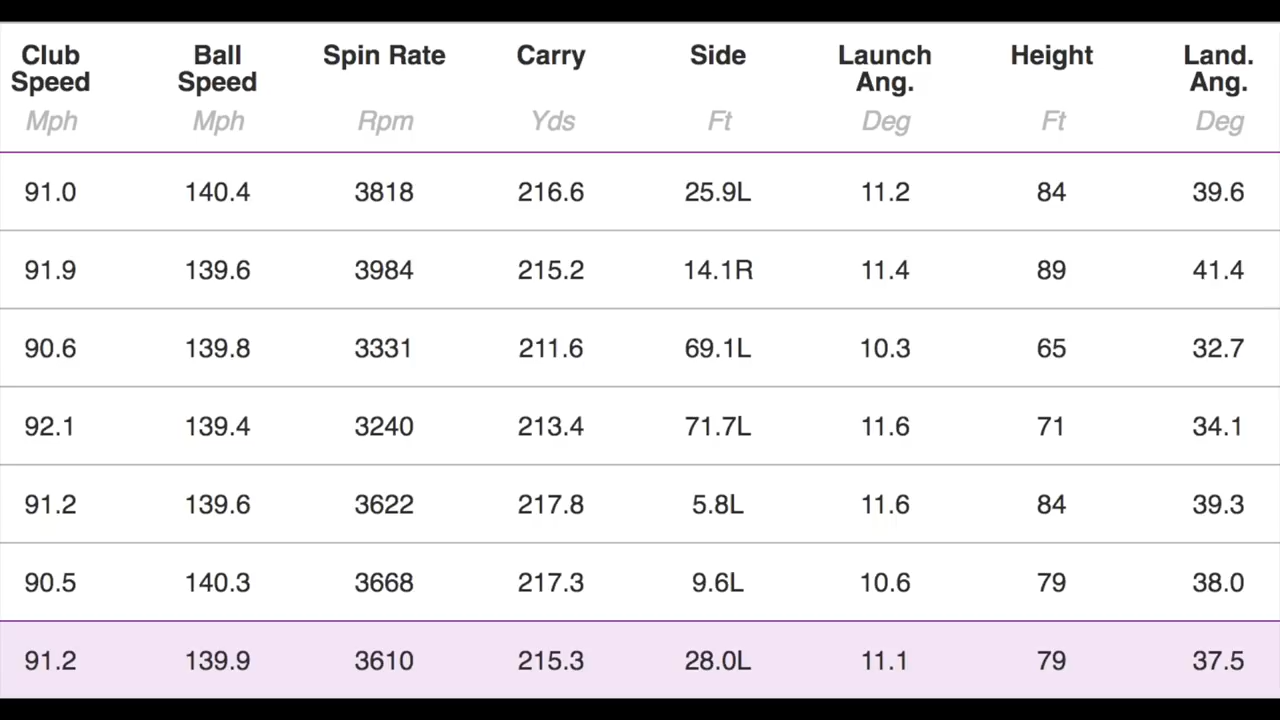 Club Speed Ball Speed Spin Rate Carry Side Launch Ang. Height Land. Ang.
Mph Mph Rpm Yds Ft Deg Ft Deg
91.0 140.4 3818 216.6 25.9L 11.2 84 39.6
91.9 139.6 3984 215.2 14.1R 11.4 89 41.4
90.6 139.8 3331 211.6 69.1L 10.3 65 32.7
92.1 139.4 3240 213.4 71.7L 11.6 71 34.1
91.2 139.6 3622 217.8 5.8L 11.6 84 39.3
90.5 140.3 3668 217.3 9.6L 10.6 79 38.0
91.2 139.9 3610 215.3 28.0L 11.1 79 37.5